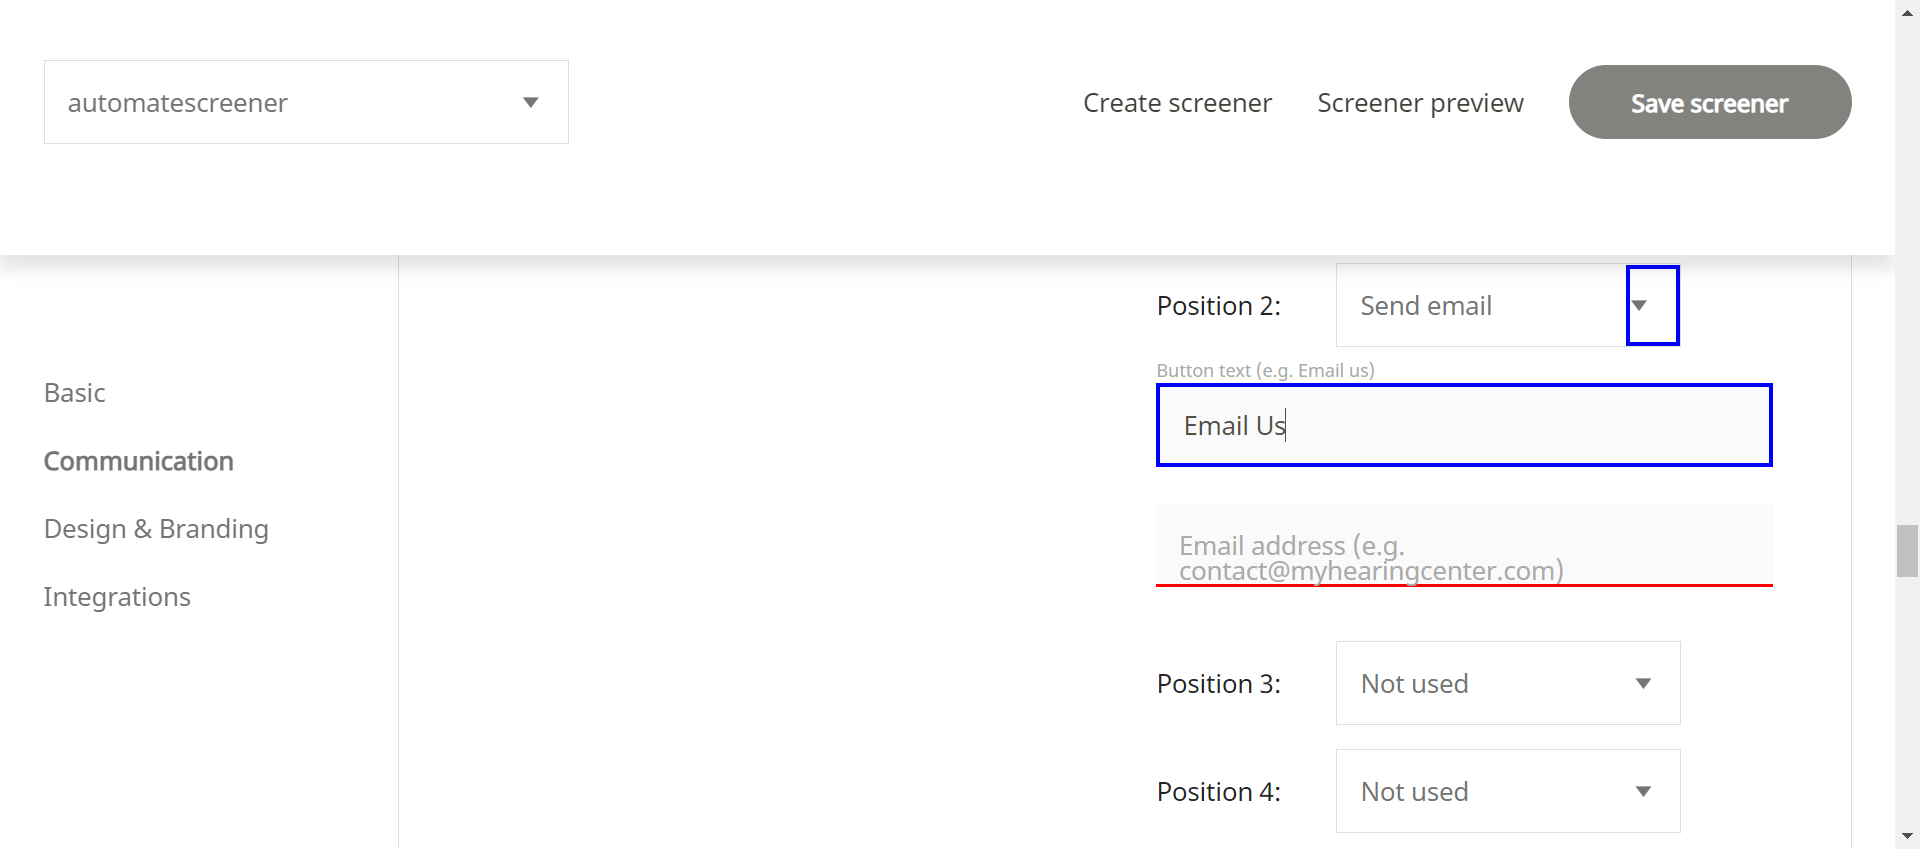 automatescreener
Create screener
Screener preview
Save screener
Basic
Communication
Design & Branding
Integrations
Position 2:
Send email
Button text (e.g. Email us)
Email Us
Email address (e.g.
contact@myhearingcenter.com)
Position 3:
Not used
Position 4:
Not used